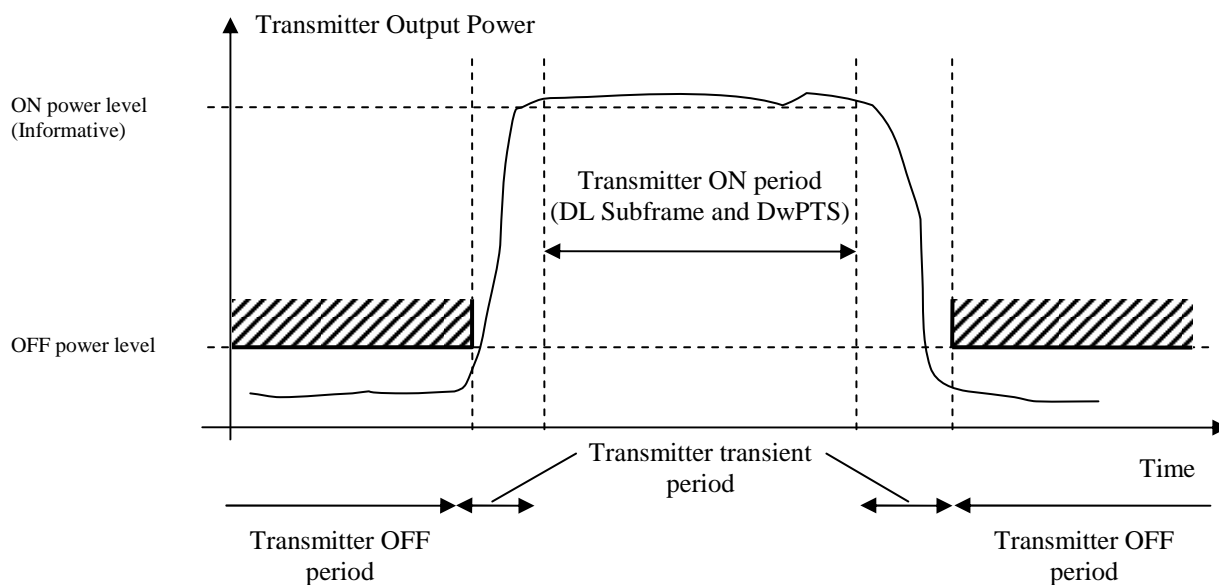 Transmitter Output Power
ON power level
(Informative)
Transmitter ON period
(DL Subframe and DwPTS)
OFF power level
Transmitter transient
period
Time
Transmitter OFF
period
Transmitter OFF
period